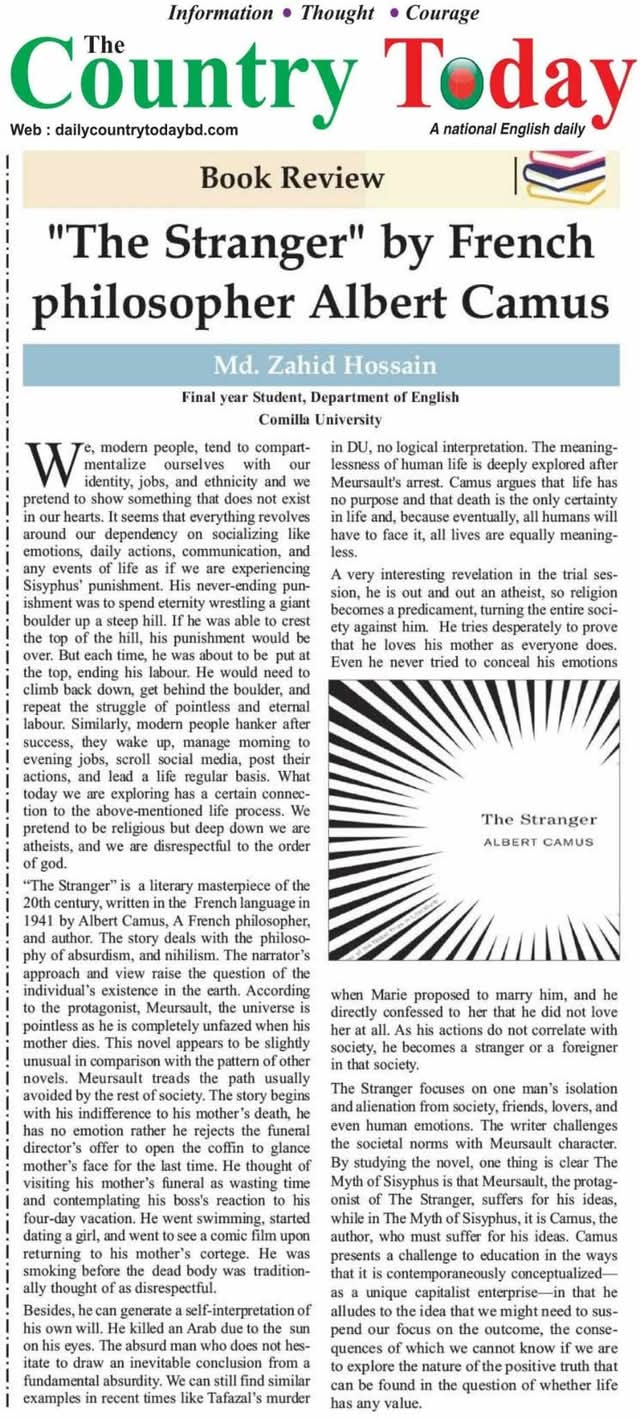 Information • Thought • Courage
The
Country Today
Web : dailycountrytodaybd.com
A national English daily
Book Review
"The Stranger" by French
philosopher Albert Camus
Md. Zahid Hossain
Final year Student, Department of English
Comilla University
We, modern people, tend to compart-
mentalize ourselves with our
identity, jobs, and ethnicity and we
pretend to show something that does not exist
in our hearts. It seems that everything revolves
around our dependency on socializing like
emotions, daily actions, communication, and
any events of life as if we are experiencing
Sisyphus' punishment. His never-ending pun-
ishment was to spend eternity wrestling a giant
boulder up a steep hill. If he was able to crest
the top of the hill, his punishment would be
over. But each time, he was about to be put at
the top, ending his labour. He would need to
climb back down, get behind the boulder, and
repeat the struggle of pointless and eternal
labour. Similarly, modern people hanker after
success, they wake up, manage morning to
evening jobs, scroll social media, post their
actions, and lead a life regular basis. What
today we are exploring has a certain connec-
tion to the above-mentioned life process. We
pretend to be religious but deep down we are
atheists, and we are disrespectful to the order
of god.
“The Stranger” is a literary masterpiece of the
20th century, written in the French language in
1941 by Albert Camus, A French philosopher,
and author. The story deals with the philoso-
phy of absurdism, and nihilism. The narrator's
approach and view raise the question of the
individual's existence in the earth. According
to the protagonist, Meursault, the universe is
pointless as he is completely unfazed when his
mother dies. This novel appears to be slightly
unusual in comparison with the pattern of other
novels. Meursault treads the path usually
avoided by the rest of society. The story begins
with his indifference to his mother's death, he
has no emotion rather he rejects the funeral
director's offer to open the coffin to glance
mother's face for the last time. He thought of
visiting his mother's funeral as wasting time
and contemplating his boss's reaction to his
four-day vacation. He went swimming, started
dating a girl, and went to see a comic film upon
returning to his mother's cortege. He was
smoking before the dead body was tradition-
ally thought of as disrespectful.
Besides, he can generate a self-interpretation of
his own will. He killed an Arab due to the sun
on his eyes. The absurd man who does not hes-
itate to draw an inevitable conclusion from a
fundamental absurdity. We can still find similar
examples in recent times like Tafazal's murder
in DU, no logical interpretation. The meaning-
lessness of human life is deeply explored after
Meursault's arrest. Camus argues that life has
no purpose and that death is the only certainty
in life and, because eventually, all humans will
have to face it, all lives are equally meaning-
less.
A very interesting revelation in the trial ses-
sion, he is out and out an atheist, so religion
becomes a predicament, turning the entire soci-
ety against him. He tries desperately to prove
that he loves his mother as everyone does.
Even he never tried to conceal his emotions
The Stranger
ALBERT CAMUS
when Marie proposed to marry him, and he
directly confessed to her that he did not love
her at all. As his actions do not correlate with
society, he becomes a stranger or a foreigner
in that society.
The Stranger focuses on one man's isolation
and alienation from society, friends, lovers, and
even human emotions. The writer challenges
the societal norms with Meursault character.
By studying the novel, one thing is clear The
Myth of Sisyphus is that Meursault, the protag-
onist of The Stranger, suffers for his ideas,
while in The Myth of Sisyphus, it is Camus, the
author, who must suffer for his ideas. Camus
presents a challenge to education in the ways
that it is contemporaneously conceptualized—
as a unique capitalist enterprise—in that he
alludes to the idea that we might need to sus-
pend our focus on the outcome, the conse-
quences of which we cannot know if we are
to explore the nature of the positive truth that
can be found in the question of whether life
has any value.